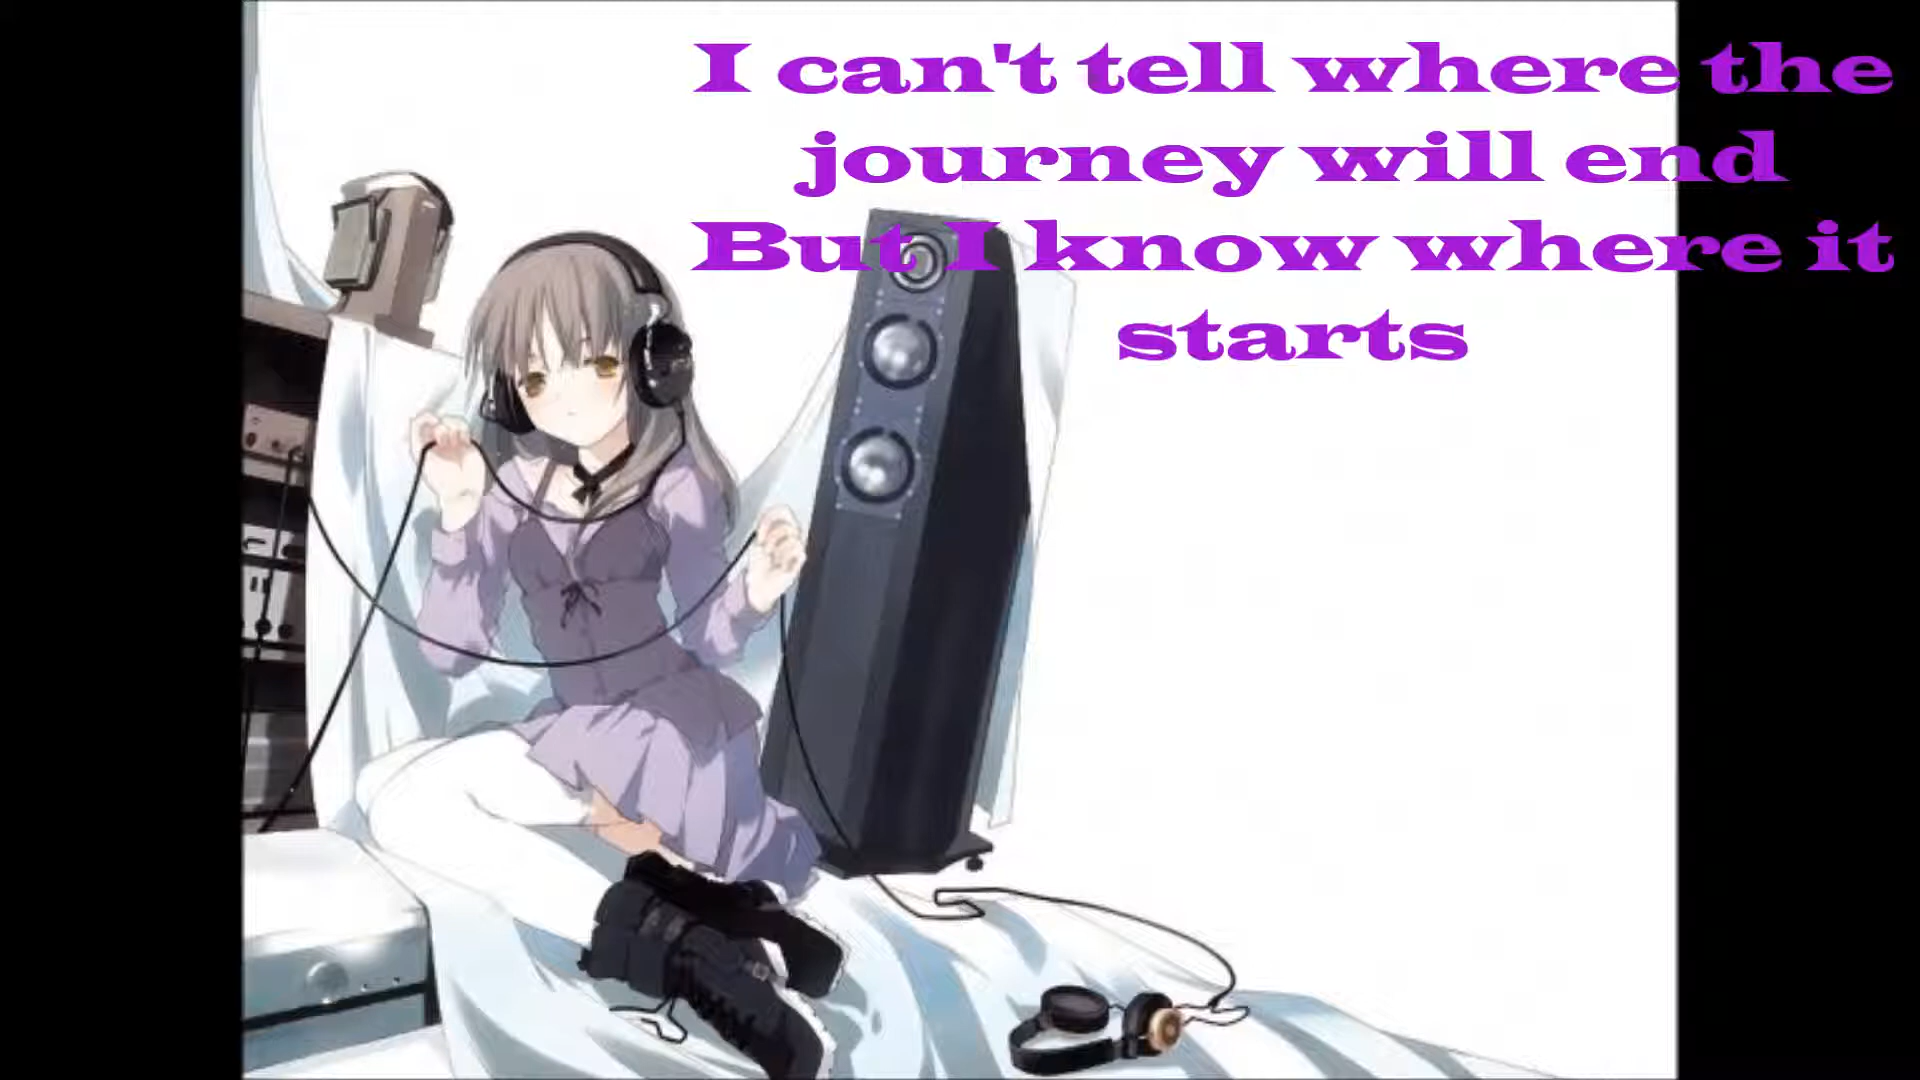 I can't tell where the
journey will end
But I know where it
starts